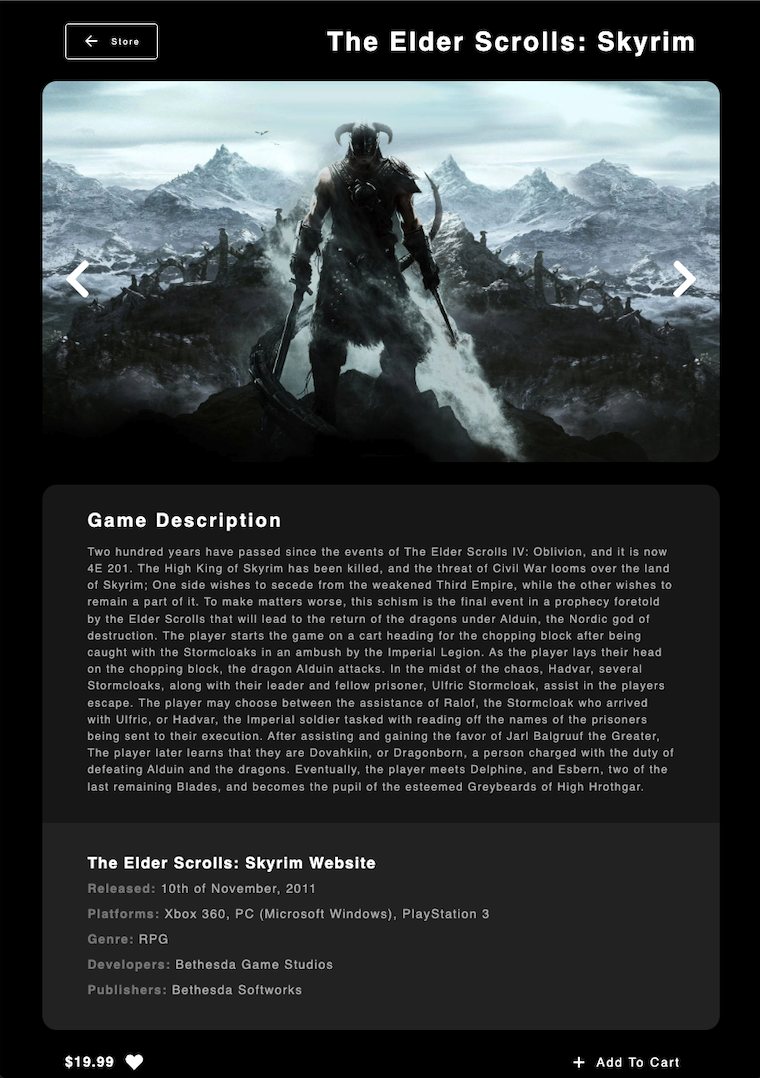 Store
The Elder Scrolls: Skyrim
Game Description
Two hundred years have passed since the events of The Elder Scrolls IV: Oblivion, and it is now
4E 201. The High King of Skyrim has been killed, and the threat of Civil War looms over the land
of Skyrim; One side wishes to secede from the weakened Third Empire, while the other wishes to
remain a part of it. To make matters worse, this schism is the final event in a prophecy foretold
by the Elder Scrolls that will lead to the return of the dragons under Alduin, the Nordic god of
destruction. The player starts the game on a cart heading for the chopping block after being
caught with the Stormcloaks in an ambush by the Imperial Legion. As the player lays their head
on the chopping block, the dragon Alduin attacks. In the midst of the chaos, Hadvar, several
Stormcloaks, along with their leader and fellow prisoner, Ulfric Stormcloak, assist in the players
escape. The player may choose between the assistance of Ralof, the Stormcloak who arrived
with Ulfric, or Hadvar, the Imperial soldier tasked with reading off the names of the prisoners
being sent to their execution. After assisting and gaining the favor of Jarl Balgruuf the Greater,
The player later learns that they are Dovahkiin, or Dragonborn, a person charged with the duty of
defeating Alduin and the dragons. Eventually, the player meets Delphine, and Esbern, two of the
last remaining Blades, and becomes the pupil of the esteemed Greybeards of High Hrothgar.
The Elder Scrolls: Skyrim Website
Released: 10th of November, 2011
Platforms: Xbox 360, PC (Microsoft Windows), PlayStation 3
Genre: RPG
Developers: Bethesda Game Studios
Publishers: Bethesda Softworks
$19.99
+ Add To Cart